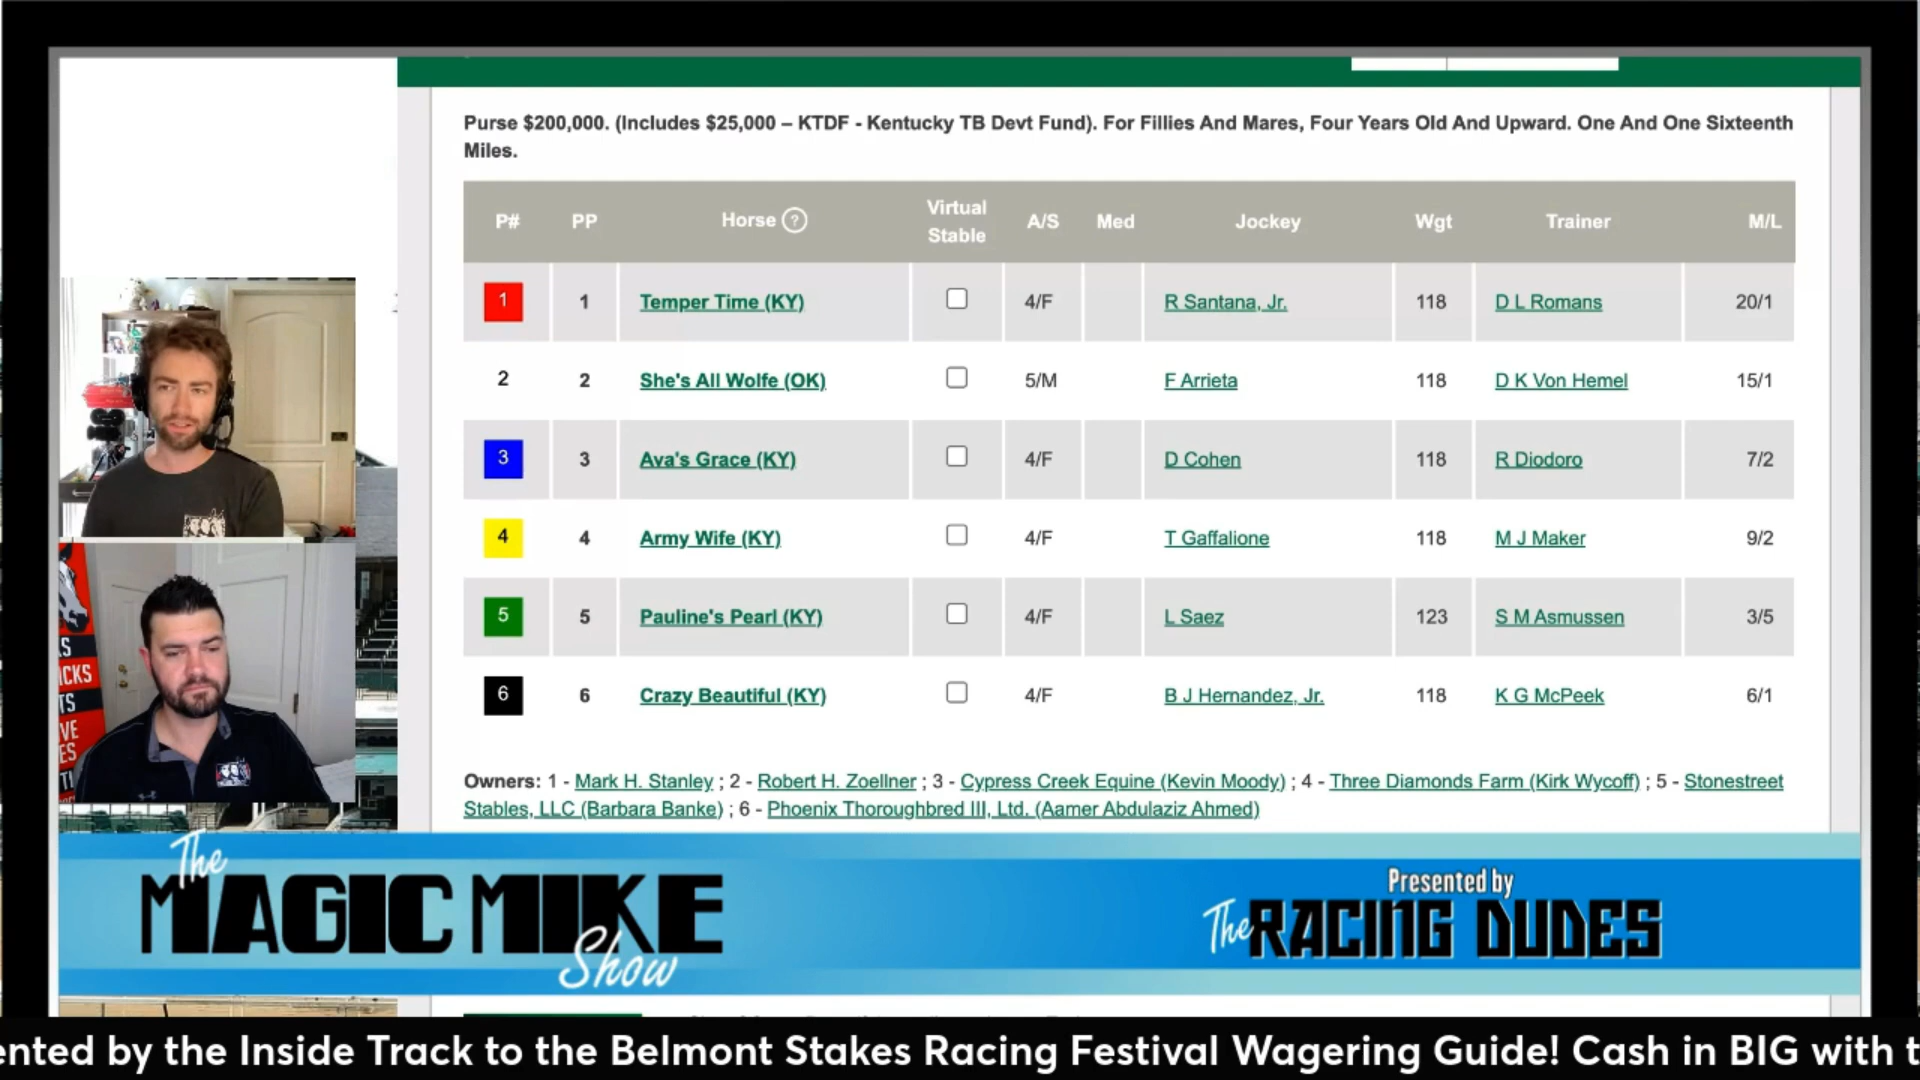 Purse $200,000. (Includes $25,000 – KTDF - Kentucky TB Devt Fund). For Fillies And Mares, Four Years Old And Upward. One And One Sixteenth
Miles.
P# PP Horse ? Virtual Stable A/S Med Jockey Wgt Trainer M/L
1 1 Temper Time (KY) 4/F R Santana, Jr. 118 D L Romans 20/1
2 2 She's All Wolfe (OK) 5/M F Arrieta 118 D K Von Hemel 15/1
3 3 Ava's Grace (KY) 4/F D Cohen 118 R Diodoro 7/2
4 4 Army Wife (KY) 4/F T Gaffalione 118 M J Maker 9/2
5 5 Pauline's Pearl (KY) 4/F L Saez 123 S M Asmussen 3/5
6 6 Crazy Beautiful (KY) 4/F B J Hernandez, Jr. 118 K G McPeek 6/1
Owners: 1 - Mark H. Stanley ; 2 - Robert H. Zoellner ; 3 - Cypress Creek Equine (Kevin Moody) ; 4 - Three Diamonds Farm (Kirk Wycoff) ; 5 - Stonestreet
Stables, LLC (Barbara Banke) ; 6 - Phoenix Thoroughbred III, Ltd. (Aamer Abdulaziz Ahmed)
S
ICKS
TS
VE
ES
TI
The
MAGIC MIKE
Show
Presented by
The RACING DUDES
ented by the Inside Track to the Belmont Stakes Racing Festival Wagering Guide! Cash in BIG with t